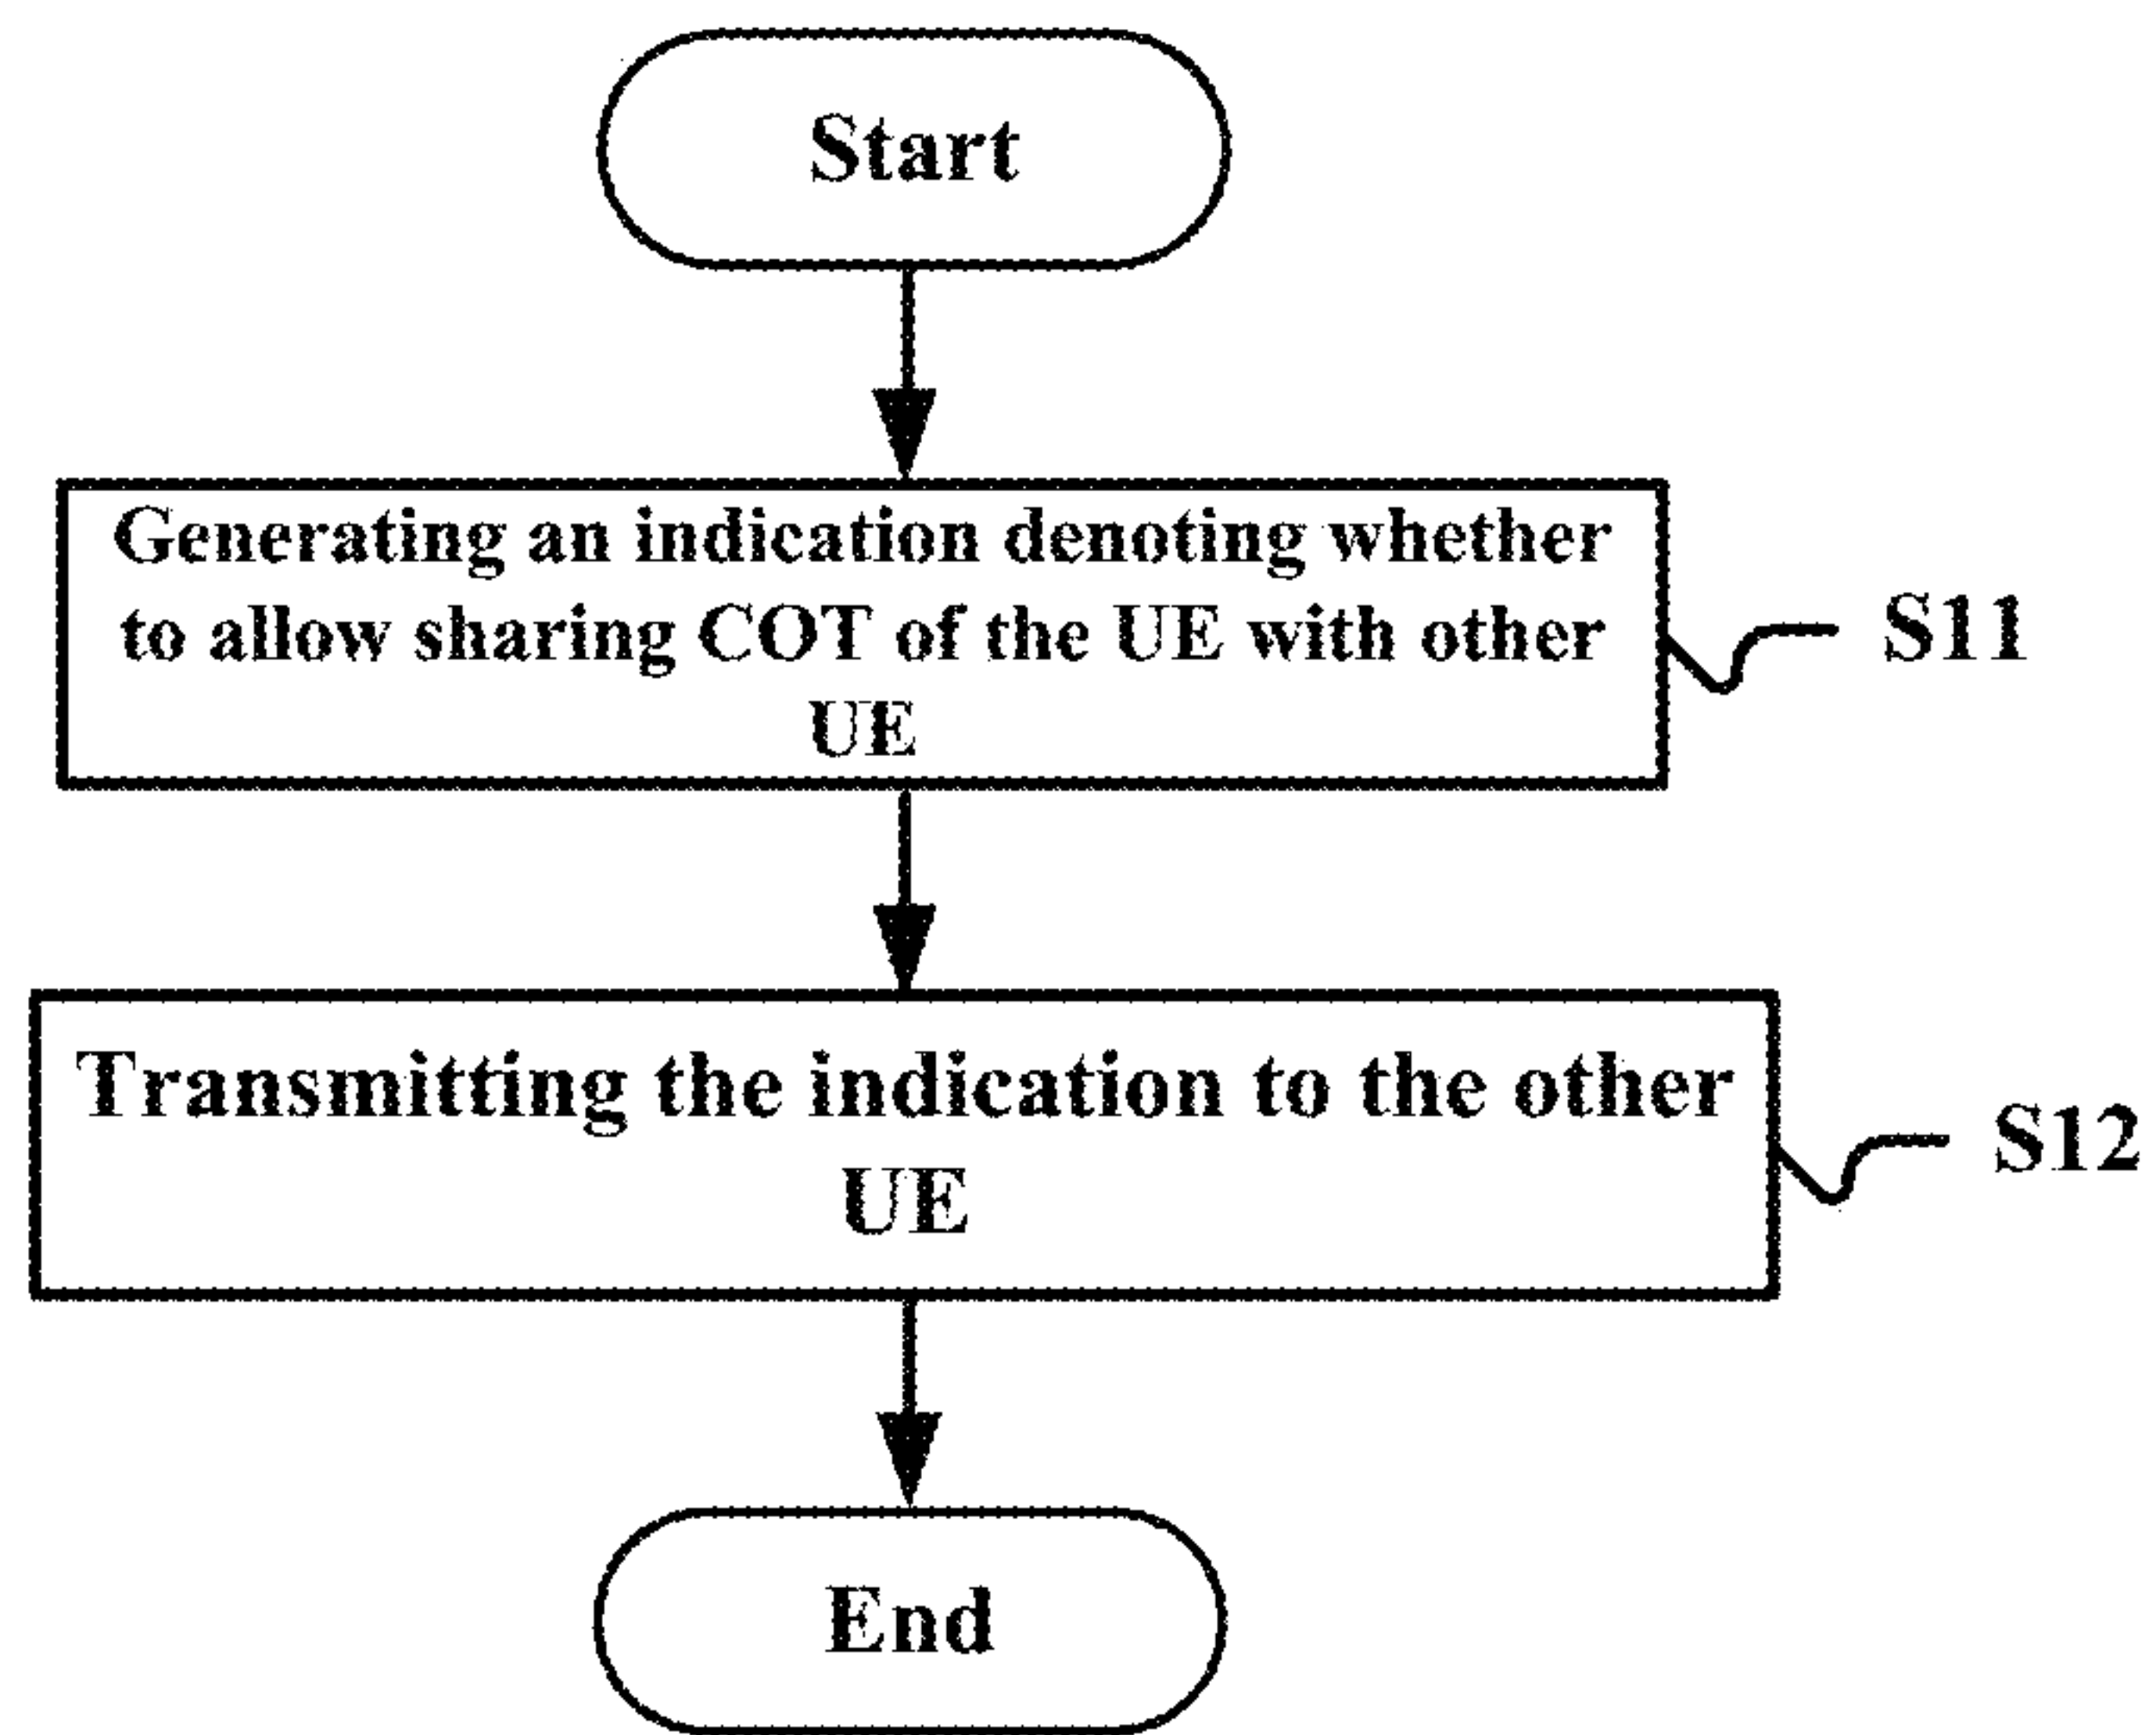 Start
Generating an indication denoting whether
to allow sharing COT of the UE with other
UE
S11
Transmitting the indication to the other
UE
S12
End